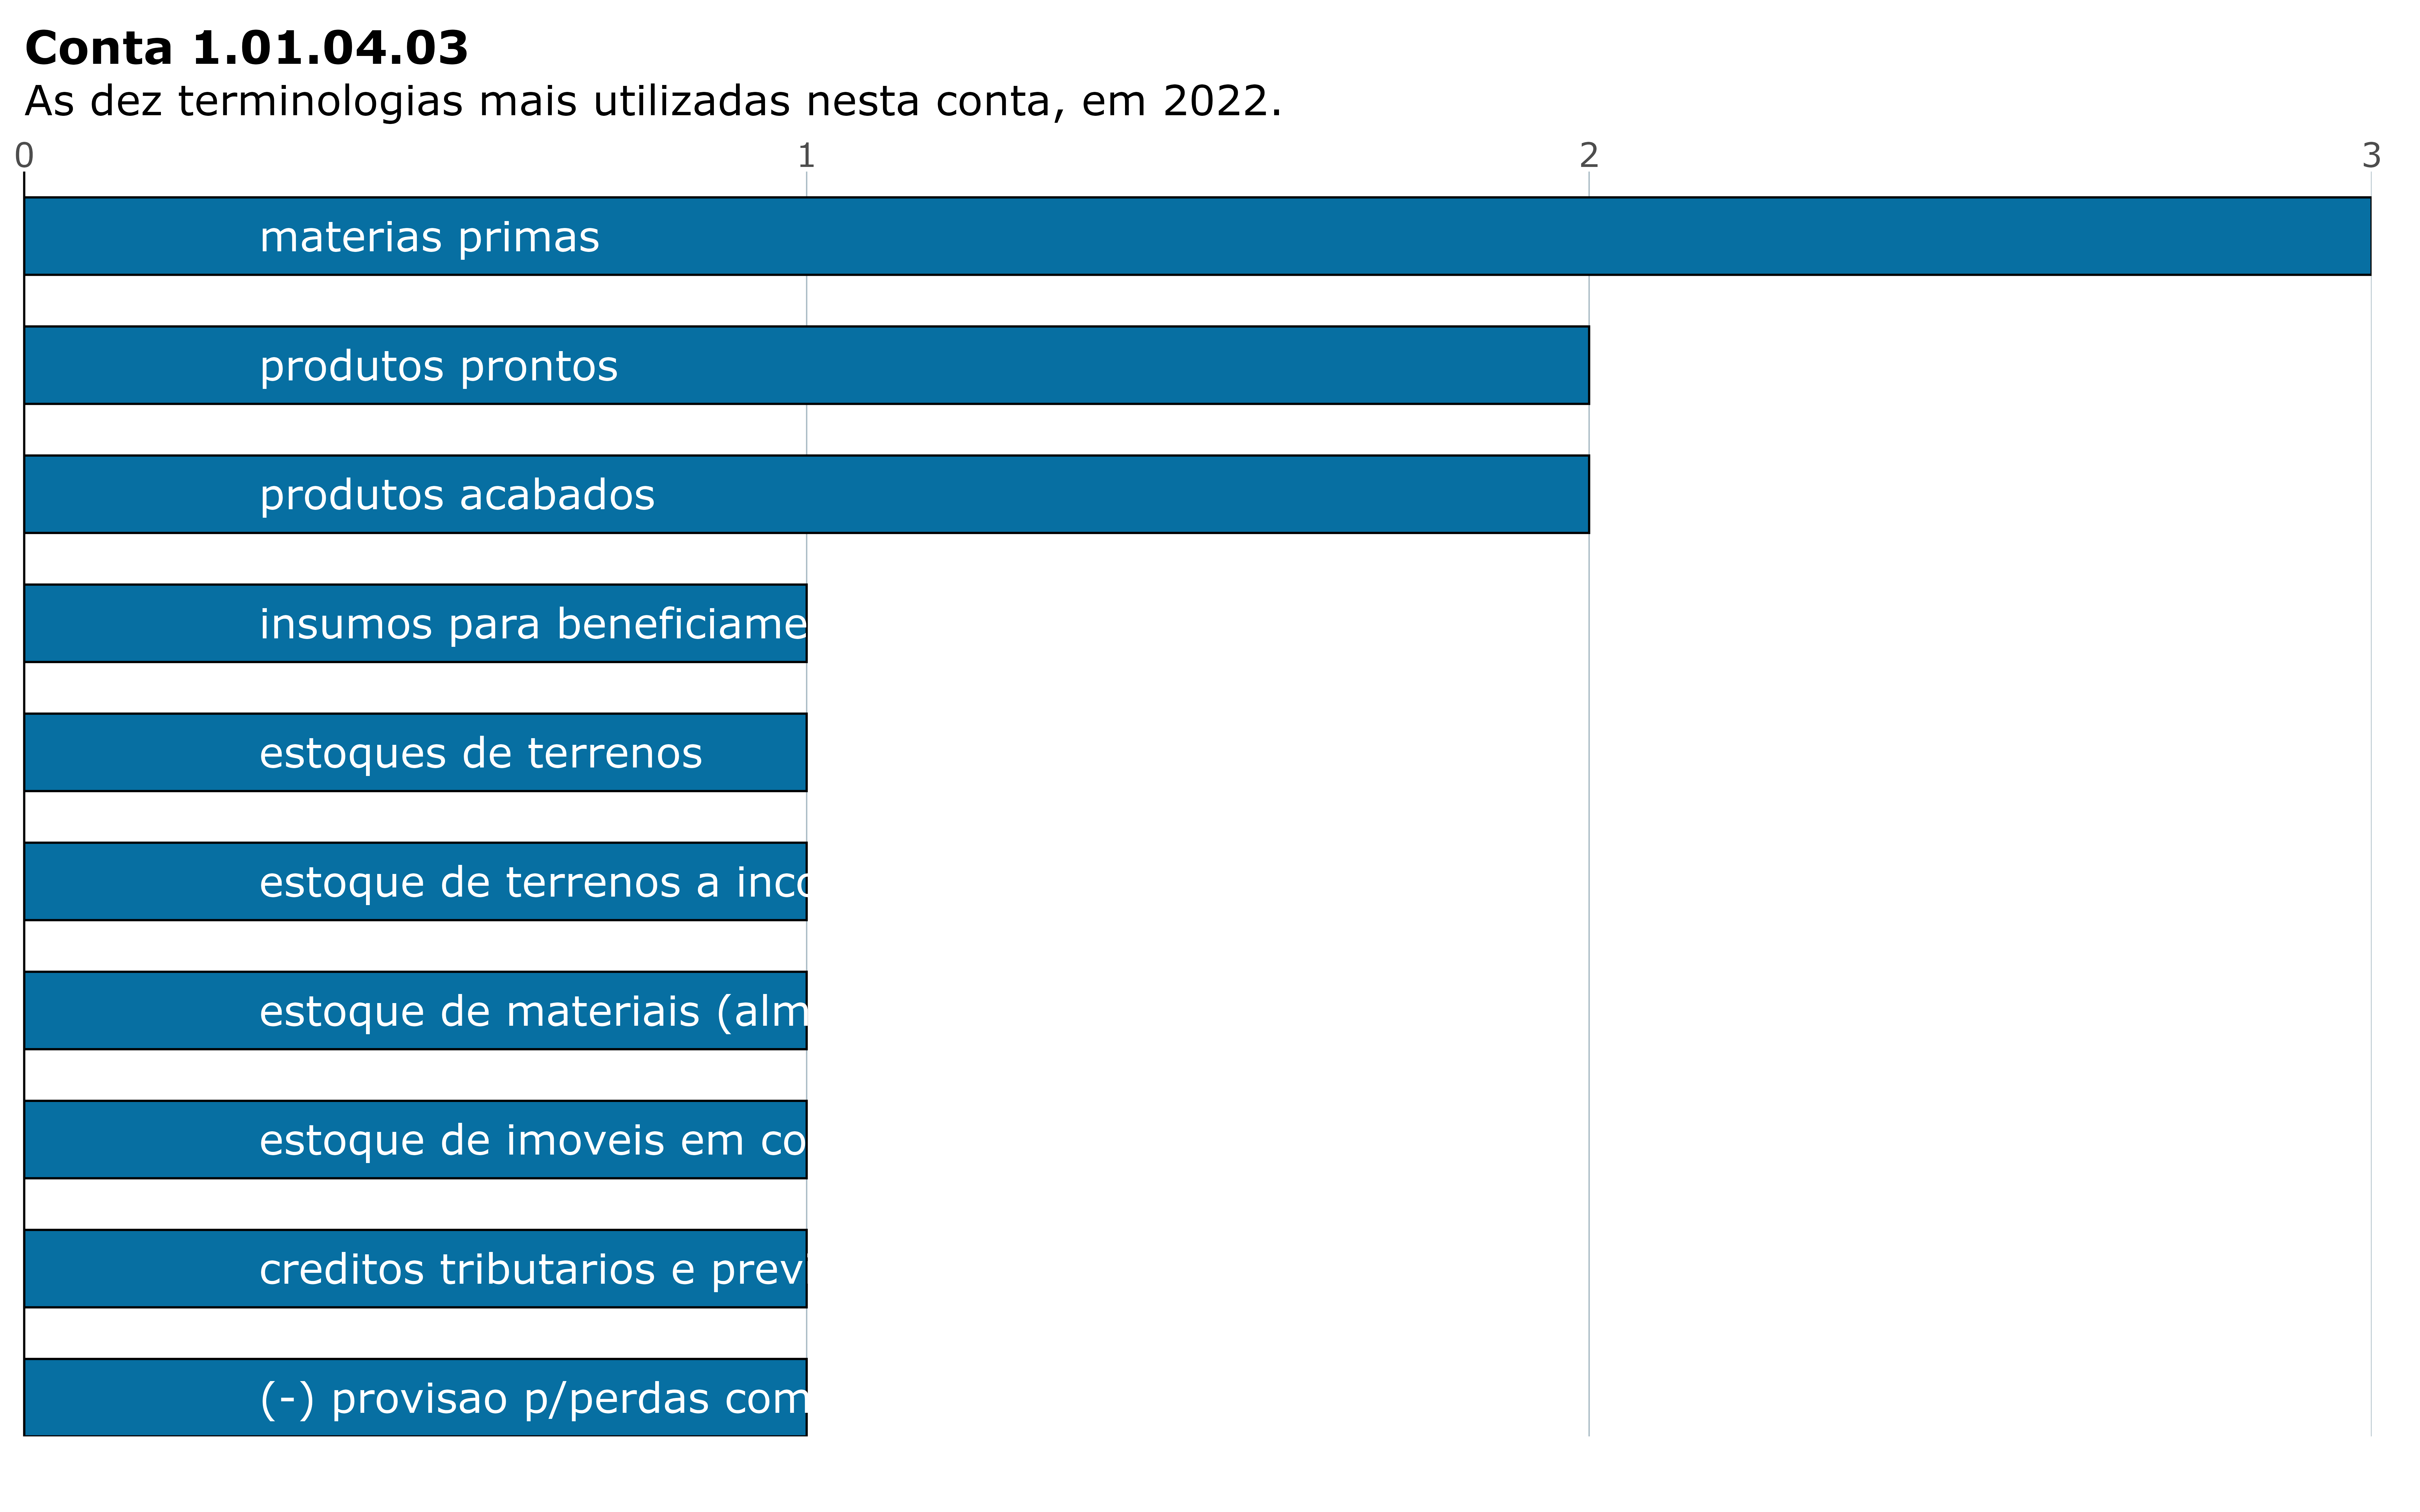 Conta 1.01.04.03
As dez terminologias mais utilizadas nesta conta, em 2022.
0 1 2 3
materias primas
produtos prontos
produtos acabados
insumos para beneficiame
estoques de terrenos
estoque de terrenos a inco
estoque de materiais (alm
estoque de imoveis em co
creditos tributarios e previ
(-) provisao p/perdas com